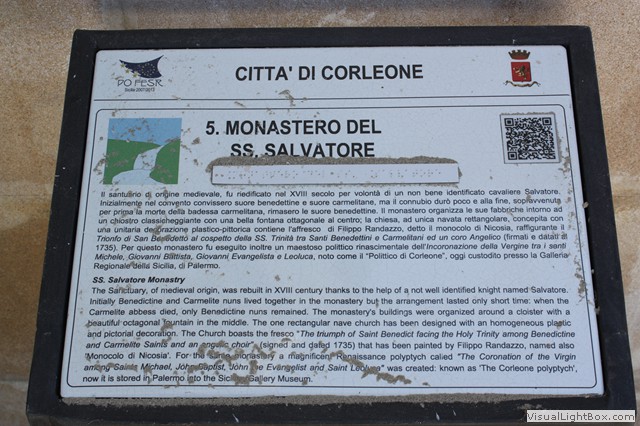 PO FESR
Sicilia 2007-2013
CITTA' DI CORLEONE
5. MONASTERO DEL
SS. SALVATORE
Il santuario di origine medievale, fu riedificato nel XVIII secolo per volontà di un non bene identificato cavaliere Salvatore.
Inizialmente nel convento convissero suore benedettine e suore carmelitane, ma il connubio durò poco e alla fine, sopravvenuta
per prima la morte della badessa carmelitana, rimasero le suore benedettine. Il monastero organizza le sue fabbriche intorno ad
un chiostro classicheggiante con una bella fontana ottagonale al centro; la chiesa, ad unica navata rettangolare, concepita con
una unitaria decorazione plastico-pittorica contiene l'affresco di Filippo Randazzo, detto il monocolo di Nicosia, raffigurante il
Trionfo di San Benedetto al cospetto della SS. Trinità tra Santi Benedettini e Carmelitani ed un coro Angelico (firmati e datati al
1735). Per questo monastero fu eseguito inoltre un maestoso politico rinascimentale dell'Incoronazione della Vergine tra i santi
Michele, Giovanni Battista, Giovanni Evangelista e Leoluca, noto come il "Polittico di Corleone", oggi custodito presso la Galleria
Regionale della Sicilia, di Palermo.
SS. Salvatore Monastry
The Sanctuary, of medieval origin, was rebuilt in XVIII century thanks to the help of a not well identified knight named Salvatore.
Initially Benedictine and Carmelite nuns lived together in the monastery but the arrangement lasted only short time: when the
Carmelite abbess died, only Benedictine nuns remained. The monastery's buildings were organized around a cloister with a
beautiful octagonal fountain in the middle. The one rectangular nave church has been designed with an homogeneous plastic
and pictorial decoration. The Church boasts the fresco "The triumph of Saint Benedict facing the Holy Trinity among Benedictine
and Carmelite Saints and an angelic choir" (signed and dated 1735) that has been painted by Filippo Randazzo, named also
'Monocolo di Nicosia'. For the same monastery a magnificent Renaissance polyptych called "The Coronation of the Virgin
among Saints Michael, John Baptist, John the Evangelist and Saint Leoluca" was created: known as 'The Corleone polyptych',
now it is stored in Palermo into the Sicilian Gallery Museum.
VisualLightBox.com